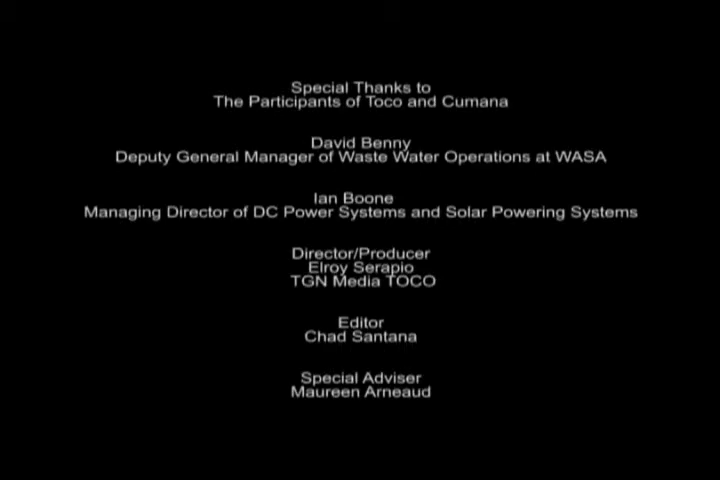 Special Thanks to
The Participants of Toco and Cumana
David Benny
Deputy General Manager of Waste Water Operations at WASA
Ian Boone
Managing Director of DC Power Systems and Solar Powering Systems
Director/Producer
Elroy Serapio
TGN Media TOCO
Editor
Chad Santana
Special Adviser
Maureen Arneaud